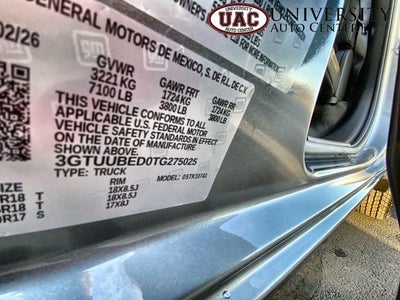 UAC
UNIVERSITY
AUTO CENTER
02/26
GENERAL MOTORS DE MEXICO, S. DE R.L. DE C.V.
GVWR GAWR FRT GAWR RR
3221 KG 1724 KG 1724 KG
7100 LB 3800 LB 3800 LB
THIS VEHICLE CONFORMS TO ALL
APPLICABLE U.S. FEDERAL MOTOR
VEHICLE SAFETY STANDARDS IN EFFECT
ON THE DATE OF MANUFACTURE
SHOWN ABOVE.
3GTUUBED0TG275025
TYPE: TRUCK
SIZE RIM
R18 T 18X8.5J
R18 T 18X8.5J
R17 S 17X8J